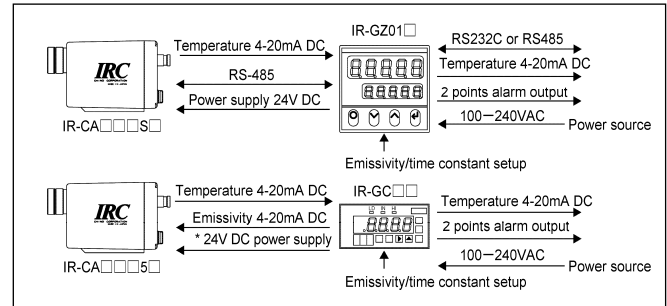 IR-GZ01□
Temperature 4-20mA DC
RS232C or RS485
IRC
RS-485
Temperature 4-20mA DC
Power supply 24V DC
2 points alarm output
IR-CA□□□S□
100－240VAC
Power source
Emissivity/time constant setup
Temperature 4-20mA DC
IR-GC□□
Temperature 4-20mA DC
IRC
Emissivity 4-20mA DC
2 points alarm output
* 24V DC power supply
IR-CA□□□5□
100－240VAC
Power source
Emissivity/time constant setup